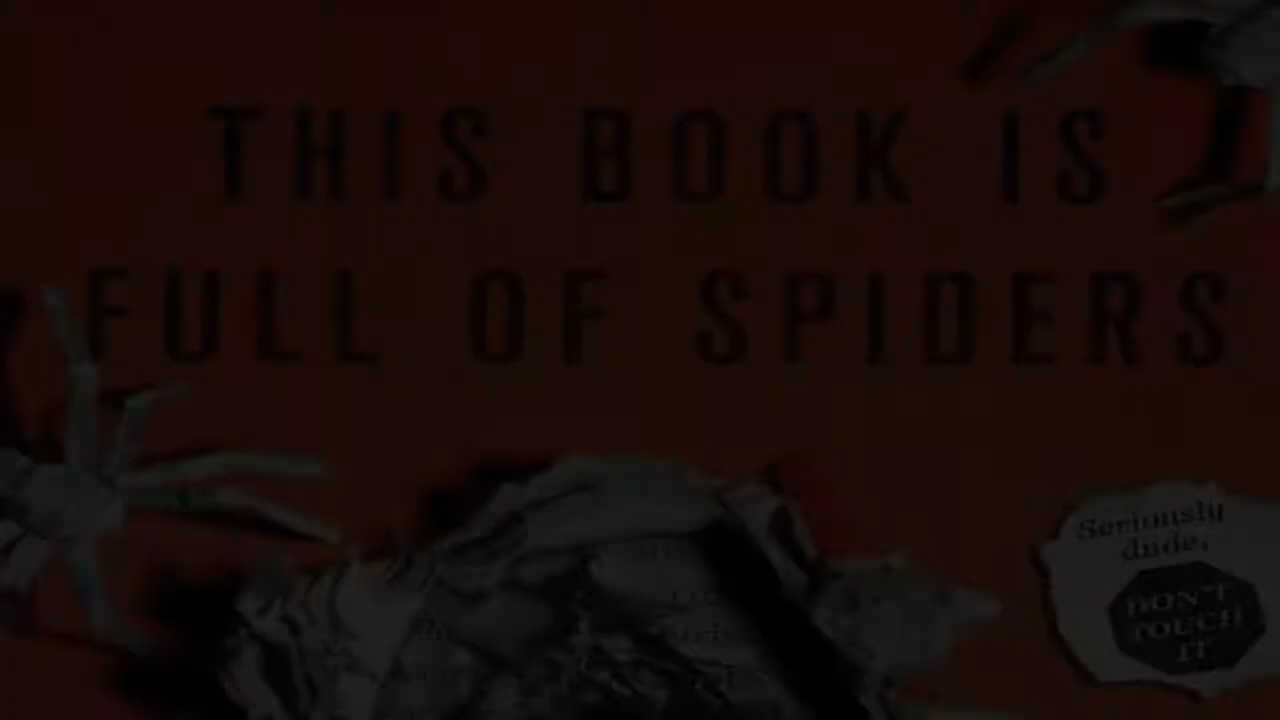 THIS BOOK IS
FULL OF SPIDERS
Seriously
dude,
DON'T
TOUCH
IT